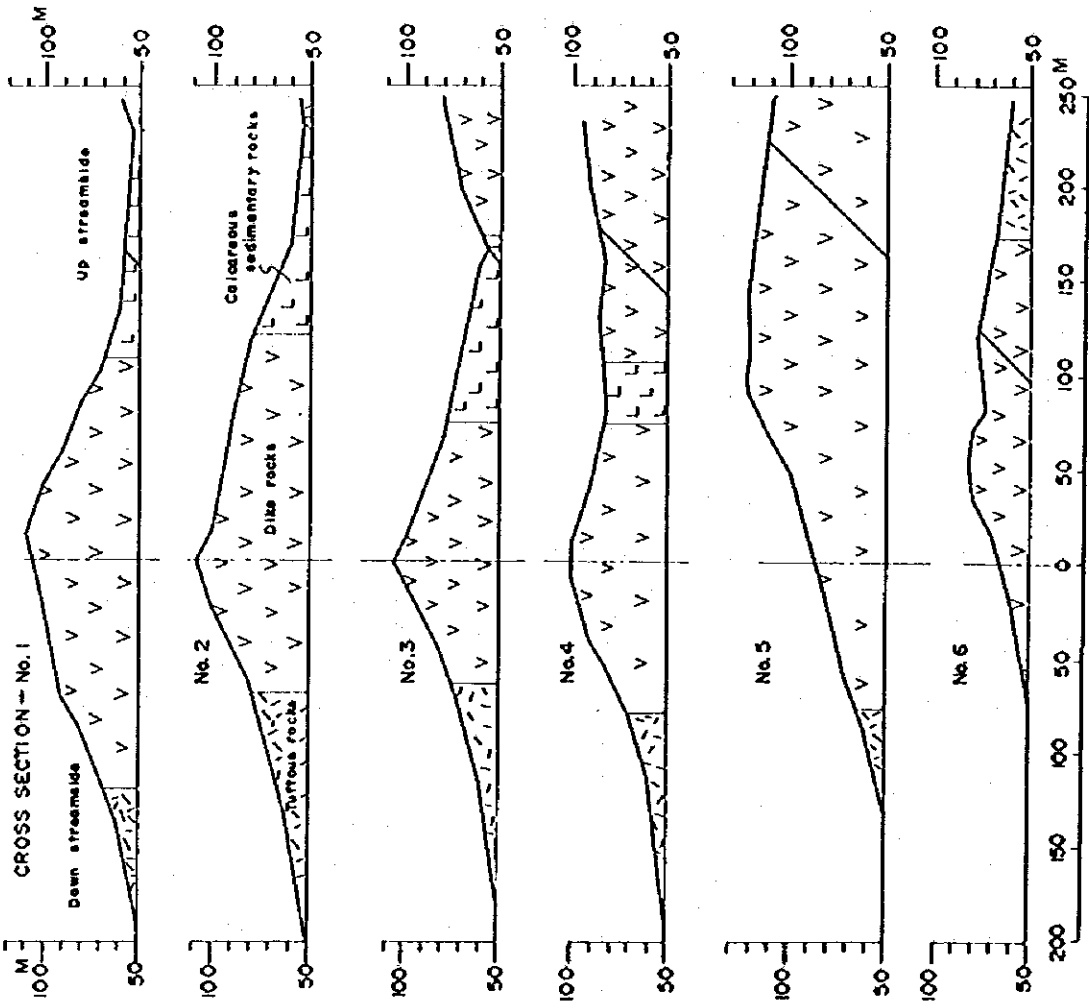 CROSS SECTION - No. 1
Down streamside
Up streamside
M
100
50
100 M
50
No. 2
Tuffous rocks
Dike rocks
Calcareous
sedimentary rocks
100
50
100
50
No. 3
100
50
100
50
No. 4
100
50
100
50
No. 5
100
50
100
50
No. 6
100
50
100
50
200 150 100 50 0 50 100 150 200 250 M